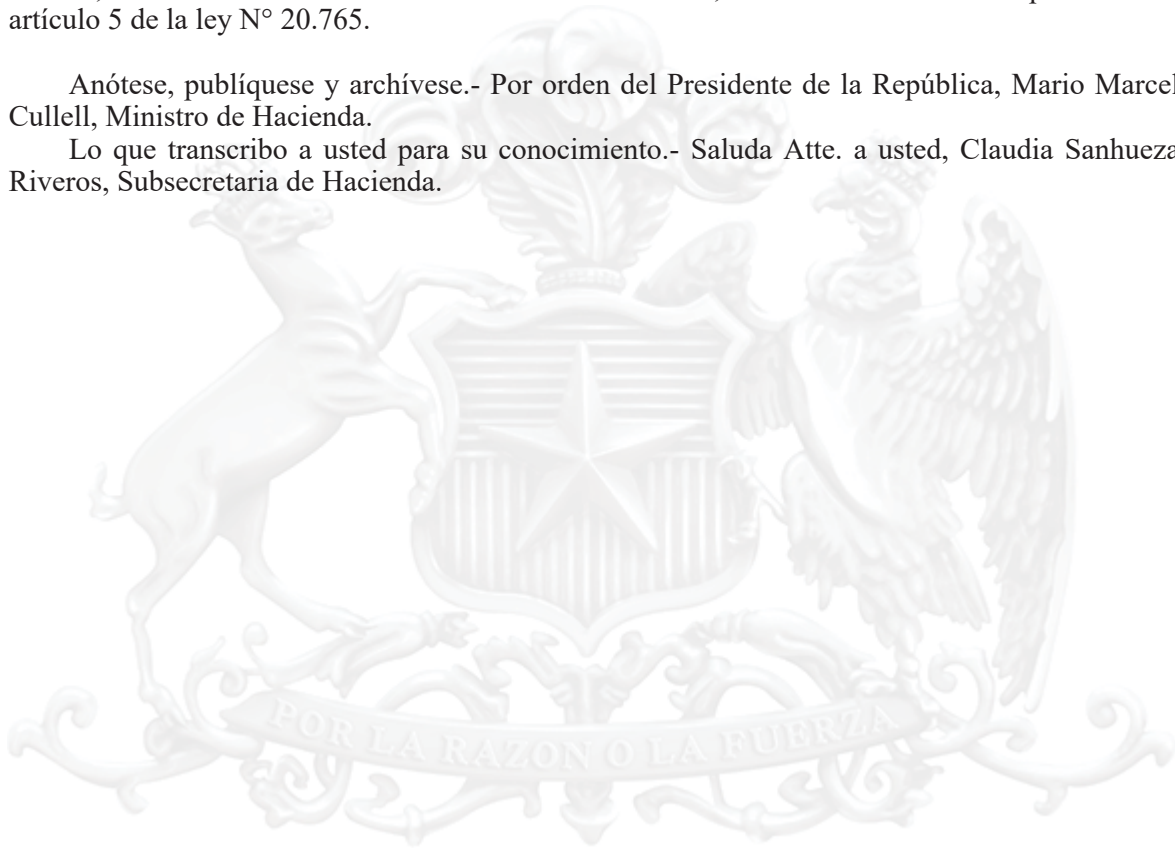 artículo 5 de la ley N° 20.765.
Anótese, publíquese y archívese.- Por orden del Presidente de la República, Mario Marcel
Cullell, Ministro de Hacienda.
Lo que transcribo a usted para su conocimiento.- Saluda Atte. a usted, Claudia Sanhueza
Riveros, Subsecretaria de Hacienda.
POR LA RAZON O LA FUERZA